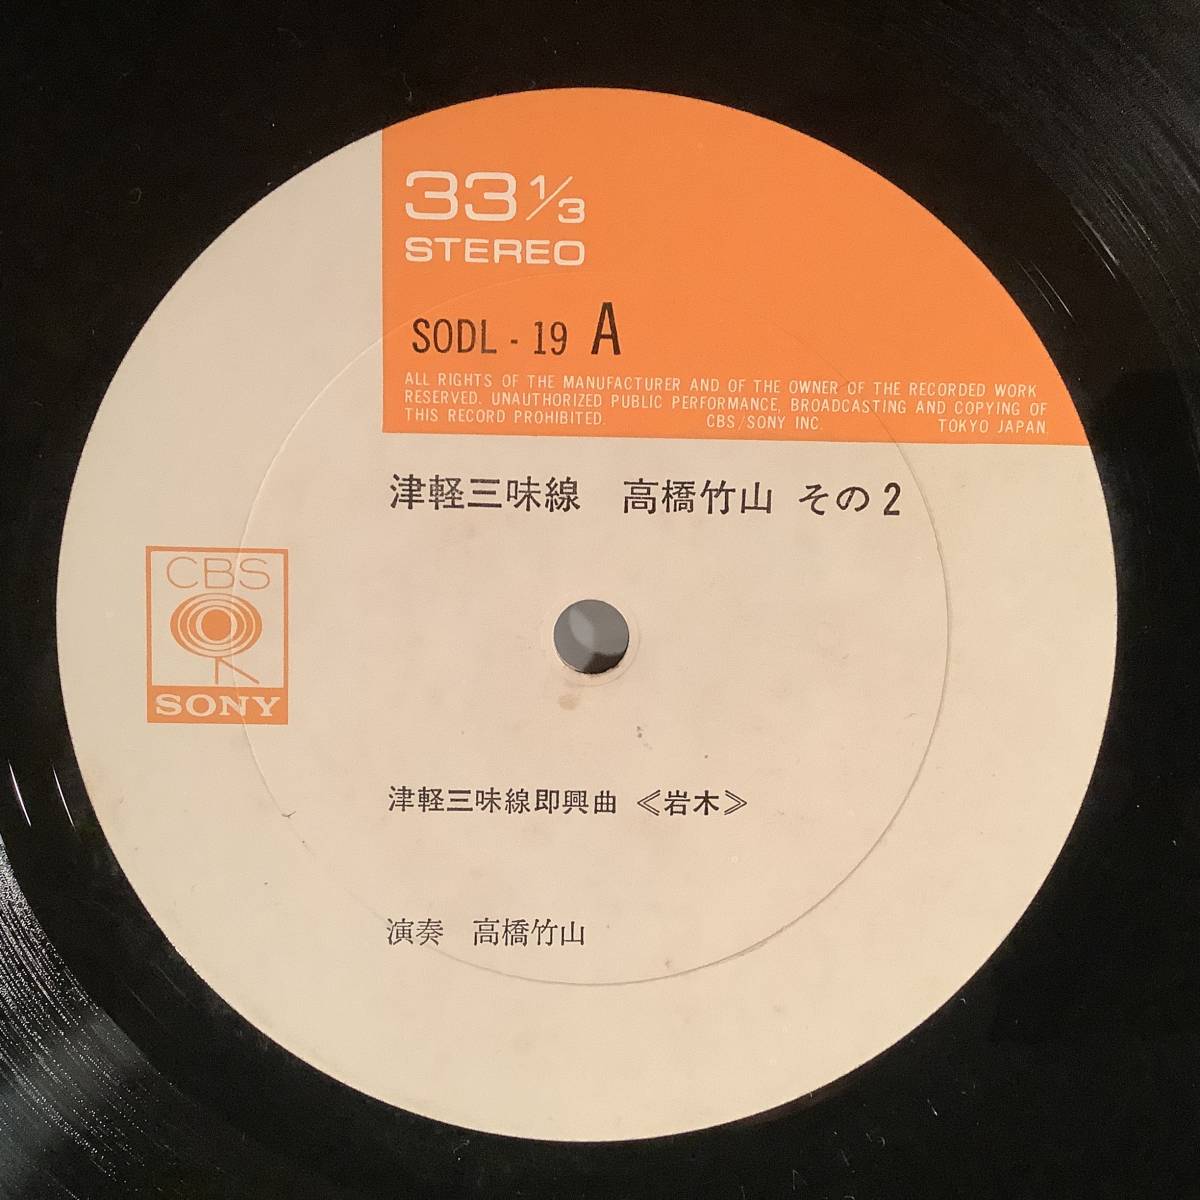 33 1/3
STEREO
SODL - 19 A
ALL RIGHTS OF THE MANUFACTURER AND OF THE OWNER OF THE RECORDED WORK
RESERVED. UNAUTHORIZED PUBLIC PERFORMANCE, BROADCASTING AND COPYING OF
THIS RECORD PROHIBITED. CBS/SONY INC. TOKYO JAPAN.
津軽三味線 高橋竹山 その2
CBS
SONY
津軽三味線即興曲 ≪岩木≫
演奏 高橋竹山